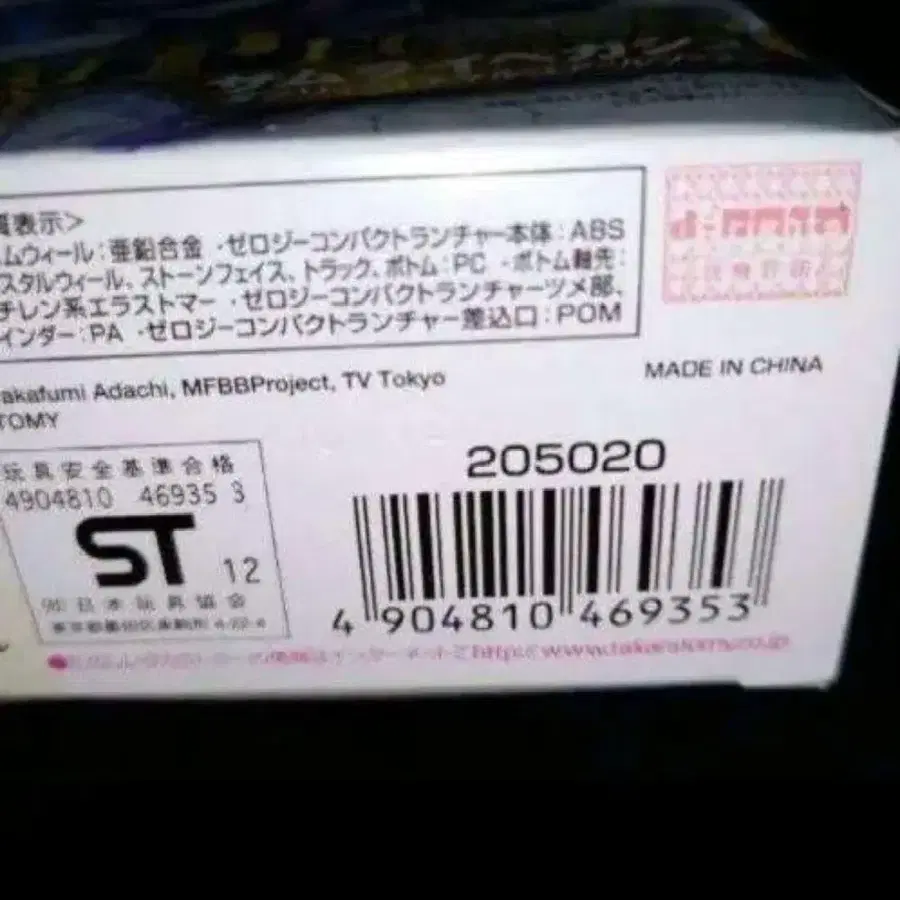 質表示>
ムウィール:亜鉛合金 ・ゼロジーコンパクトランチャー本体:ABS
スタルウィール、ストーンフェイス、トラック、ボトム:PC ・ボトム軸先:
チレン系エラストマー ・ゼロジーコンパクトランチャーツメ部、
インダー:PA ・ゼロジーコンパクトランチャー差込口:POM
akafumi Adachi, MFBBProject, TV Tokyo
TOMY
MADE IN CHINA
玩具安全基準合格
4904810 46935 3
ST 12
日本玩具協会
205020
4 904810 469353
http://www.takaratomy.co.jp